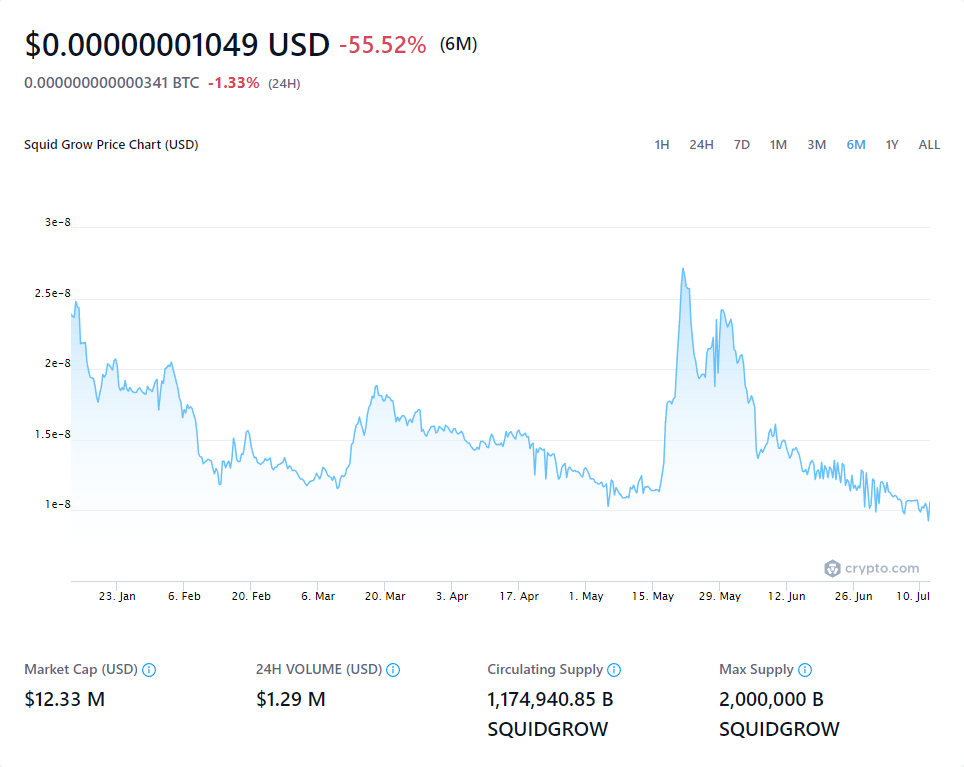 $0.00000001049 USD -55.52% (6M)
0.000000000000341 BTC -1.33% (24H)
Squid Grow Price Chart (USD) 1H 24H 7D 1M 3M 6M 1Y ALL
3e-8
2.5e-8
2e-8
1.5e-8
1e-8
crypto.com
23. Jan 6. Feb 20. Feb 6. Mar 20. Mar 3. Apr 17. Apr 1. May 15. May 29. May 12. Jun 26. Jun 10. Jul
Market Cap (USD) 24H VOLUME (USD) Circulating Supply Max Supply
$12.33 M $1.29 M 1,174,940.85 B 2,000,000 B
SQUIDGROW SQUIDGROW